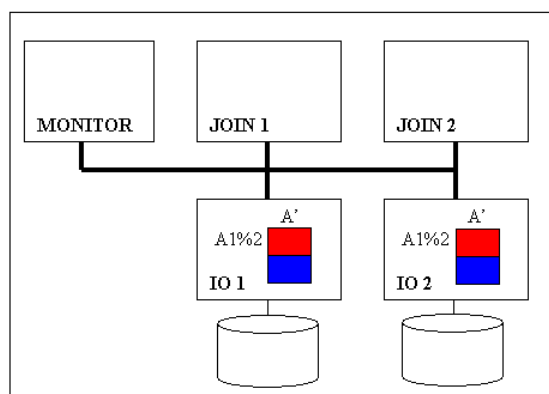 MONITOR
JOIN 1
JOIN 2
A’
A1%2
IO 1
A’
A1%2
IO 2